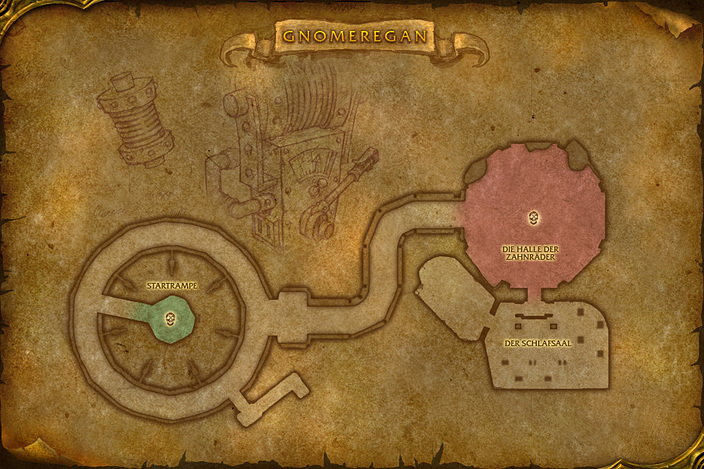 GNOMEREGAN
DIE HALLE DER
ZAHNRÄDER
STARTRAMPE
DER SCHLAFSAAL